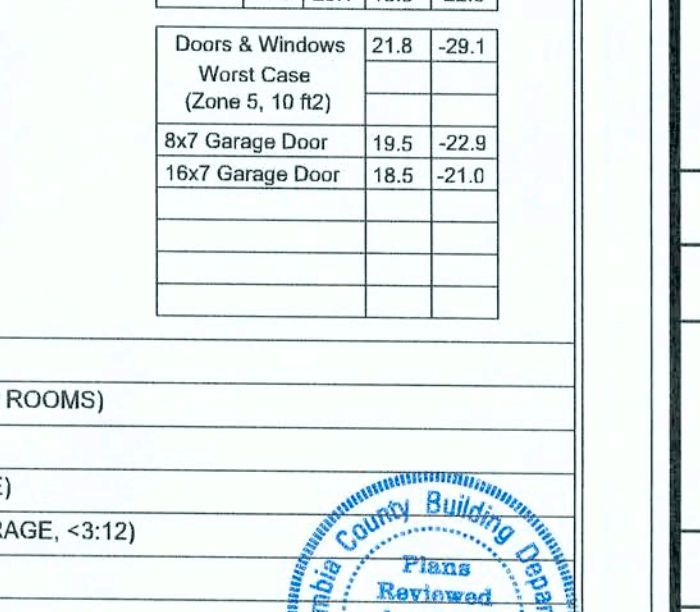 Doors & Windows 21.8 -29.1
Worst Case
(Zone 5, 10 ft2)
8x7 Garage Door 19.5 -22.9
16x7 Garage Door 18.5 -21.0
ROOMS)
<3:12)
County Building
Plans
Reviewed